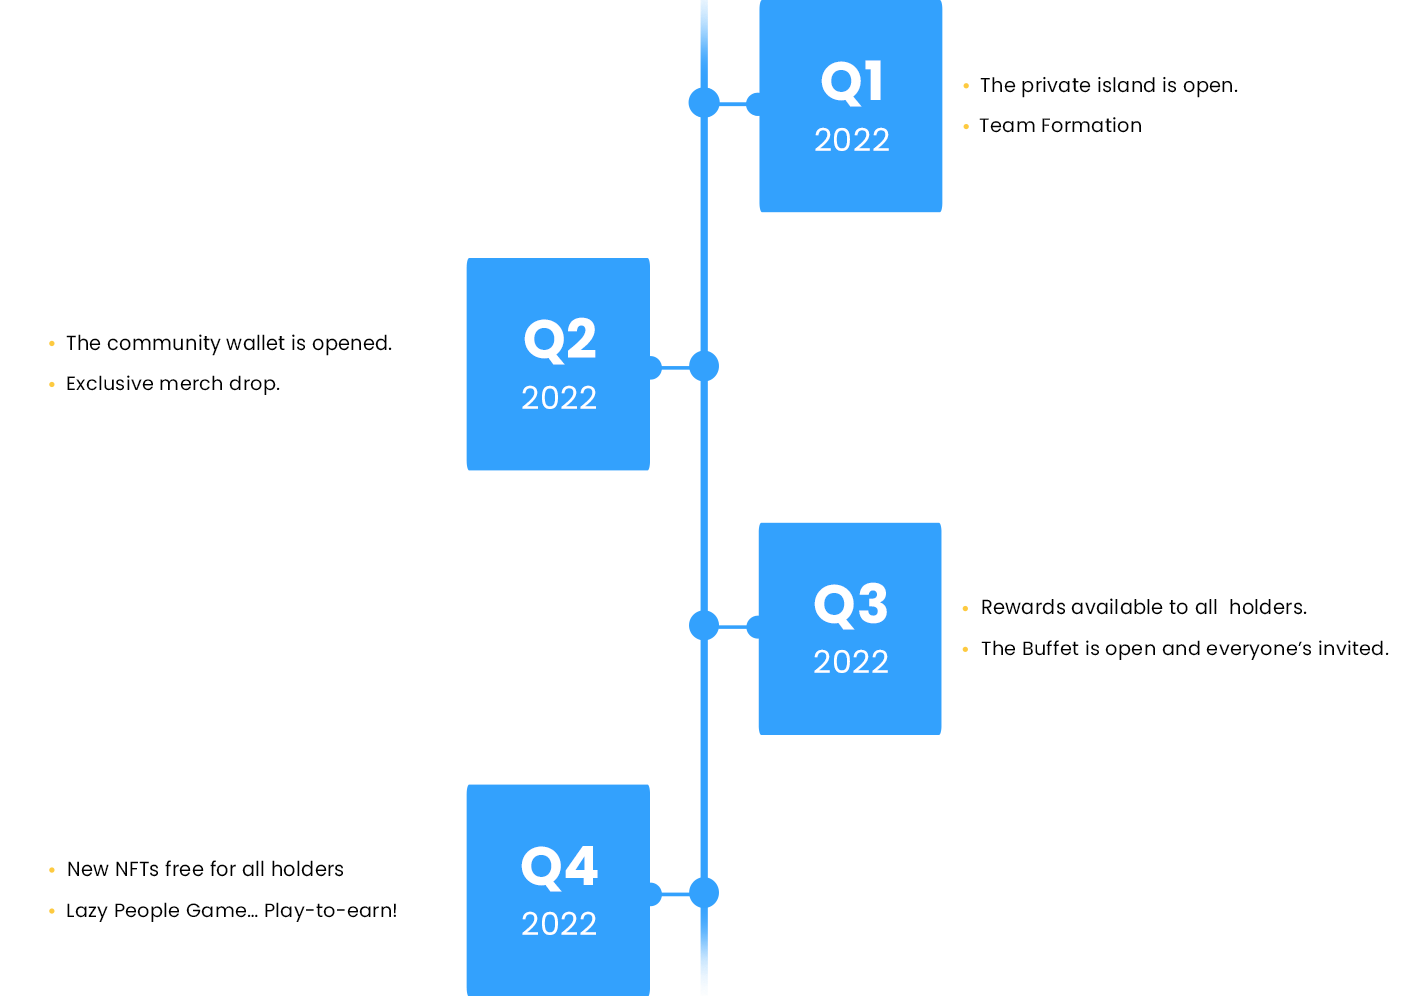 Q1
2022
The private island is open.
Team Formation
Q2
2022
The community wallet is opened.
Exclusive merch drop.
Q3
2022
Rewards available to all  holders.
The Buffet is open and everyone’s invited.
Q4
2022
New NFTs free for all holders
Lazy People Game... Play-to-earn!